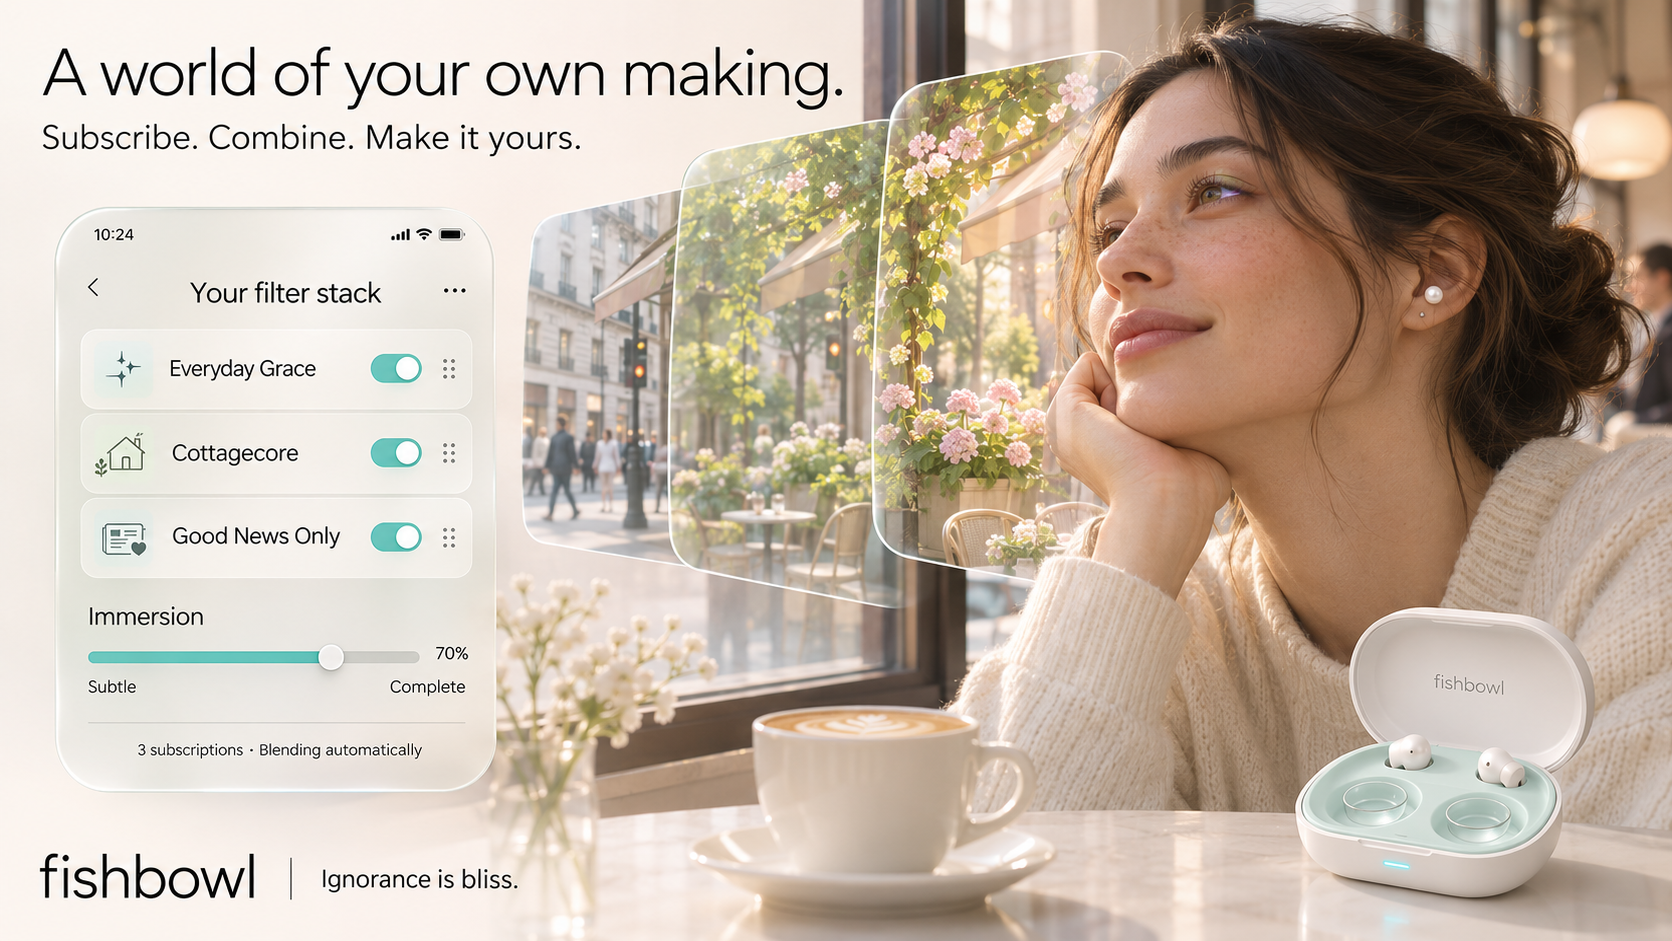 A world of your own making.
Subscribe. Combine. Make it yours.
10:24
Your filter stack
Everyday Grace
Cottagecore
Good News Only
Immersion
70%
Subtle
Complete
3 subscriptions · Blending automatically
fishbowl
fishbowl
Ignorance is bliss.